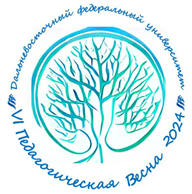 Дальневосточный федеральный университет
VI Педагогическая Весна 2024